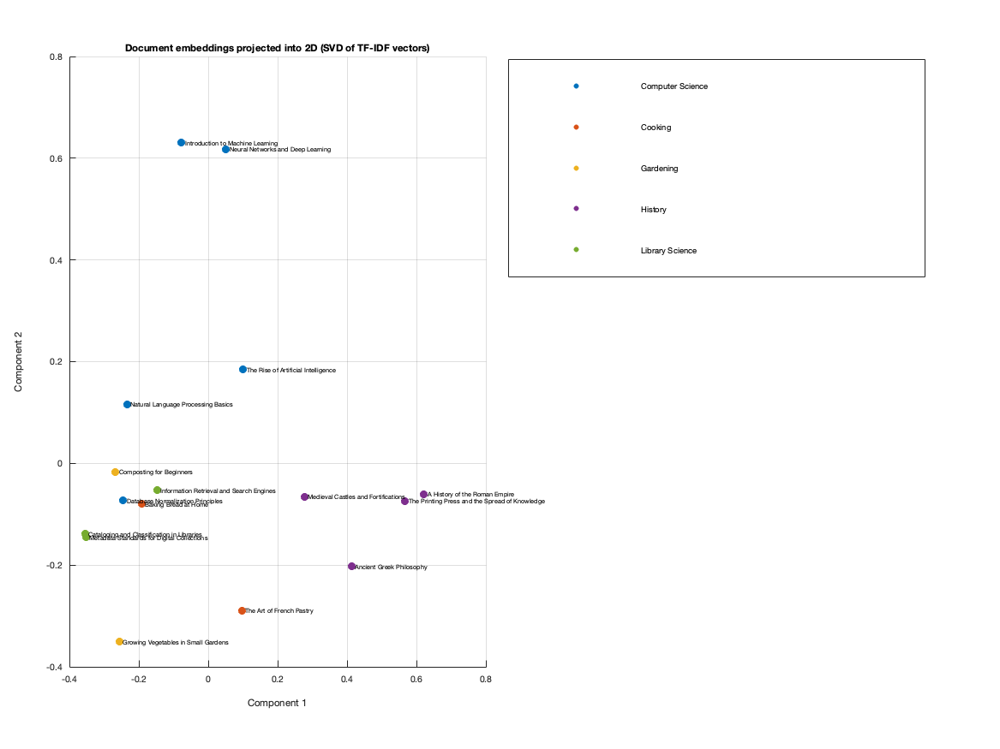 Document embeddings projected into 2D (SVD of TF-IDF vectors)
0.8
0.6
0.4
0.2
0
-0.2
-0.4
Component 2
Introduction to Machine Learning
Neural Networks and Deep Learning
The Rise of Artificial Intelligence
Natural Language Processing Basics
Composting for Beginners
Information Retrieval and Search Engines
Database Normalization Principles
Baking Bread at Home
Medieval Castles and Fortifications
A History of the Roman Empire
The Printing Press and the Spread of Knowledge
Cataloging and Classification in Libraries
Metadata Standards for Digital Collections
Ancient Greek Philosophy
The Art of French Pastry
Growing Vegetables in Small Gardens
-0.4
-0.2
0
0.2
0.4
0.6
0.8
Component 1
Computer Science
Cooking
Gardening
History
Library Science